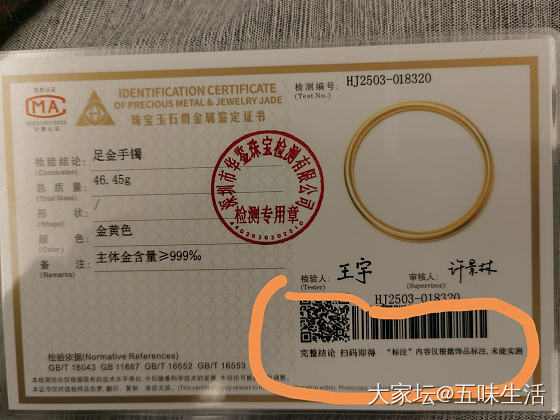 检测编号: HJ2503-018320
(Test No.)
质认证
CMA
计量认证
IDENTIFICATION CERTIFICATE
OF PRECIOUS METAL & JEWELRY JADE
珠宝玉石贵金属鉴定证书
检验结论: 足金手镯
(Conclusion)
总质量: 46.45g
(Total Mass)
形状: /
(Shape)
颜色: 金黄色
(Color)
备注: 主体金含量≥999‰
(Remarks)
深圳市华鉴珠宝检测有限公司
检测专用章
检验人: 王宇
(Tester)
审核人: 许景林
(Supervisor)
HJ2503-018320
完整结论 扫码即得 “标注”内容仅根据饰品标注,未能实测
检验依据(Normative References)
GB/T 18043 GB 11887 GB/T 16552 GB/T 16553
大家坛@五味生活